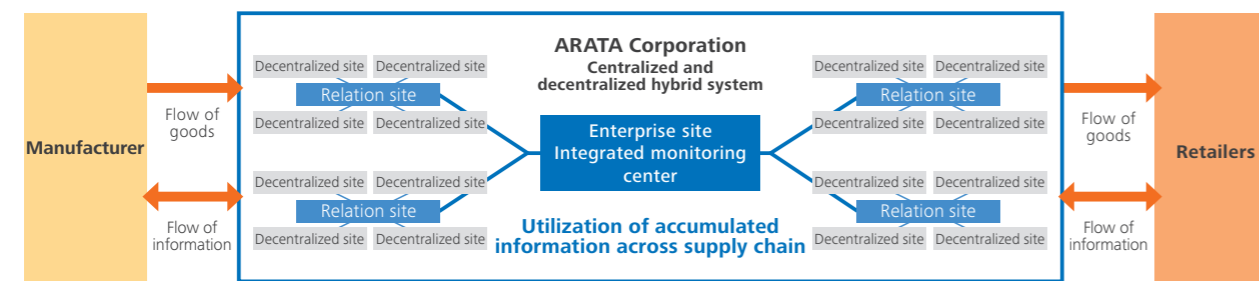 Manufacturer
Flow of
goods
Flow of
information
Decentralized site Decentralized site
Relation site
Decentralized site Decentralized site
Decentralized site Decentralized site
Relation site
Decentralized site Decentralized site
ARATA Corporation
Centralized and
decentralized hybrid system
Enterprise site
Integrated monitoring
center
Utilization of accumulated
information across supply chain
Decentralized site Decentralized site
Relation site
Decentralized site Decentralized site
Decentralized site Decentralized site
Relation site
Decentralized site Decentralized site
Flow of
goods
Flow of
information
Retailers